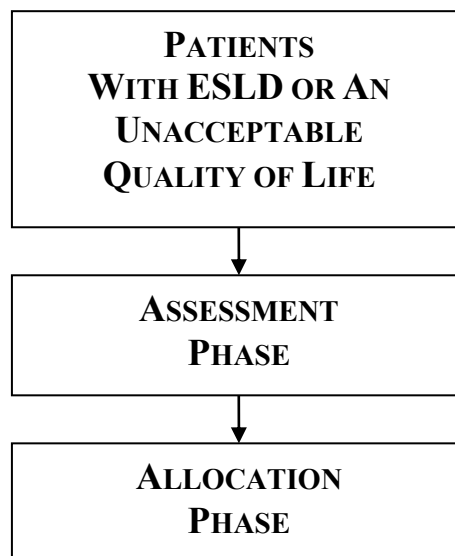 PATIENTS
WITH ESLD OR AN
UNACCEPTABLE
QUALITY OF LIFE
ASSESSMENT
PHASE
ALLOCATION
PHASE